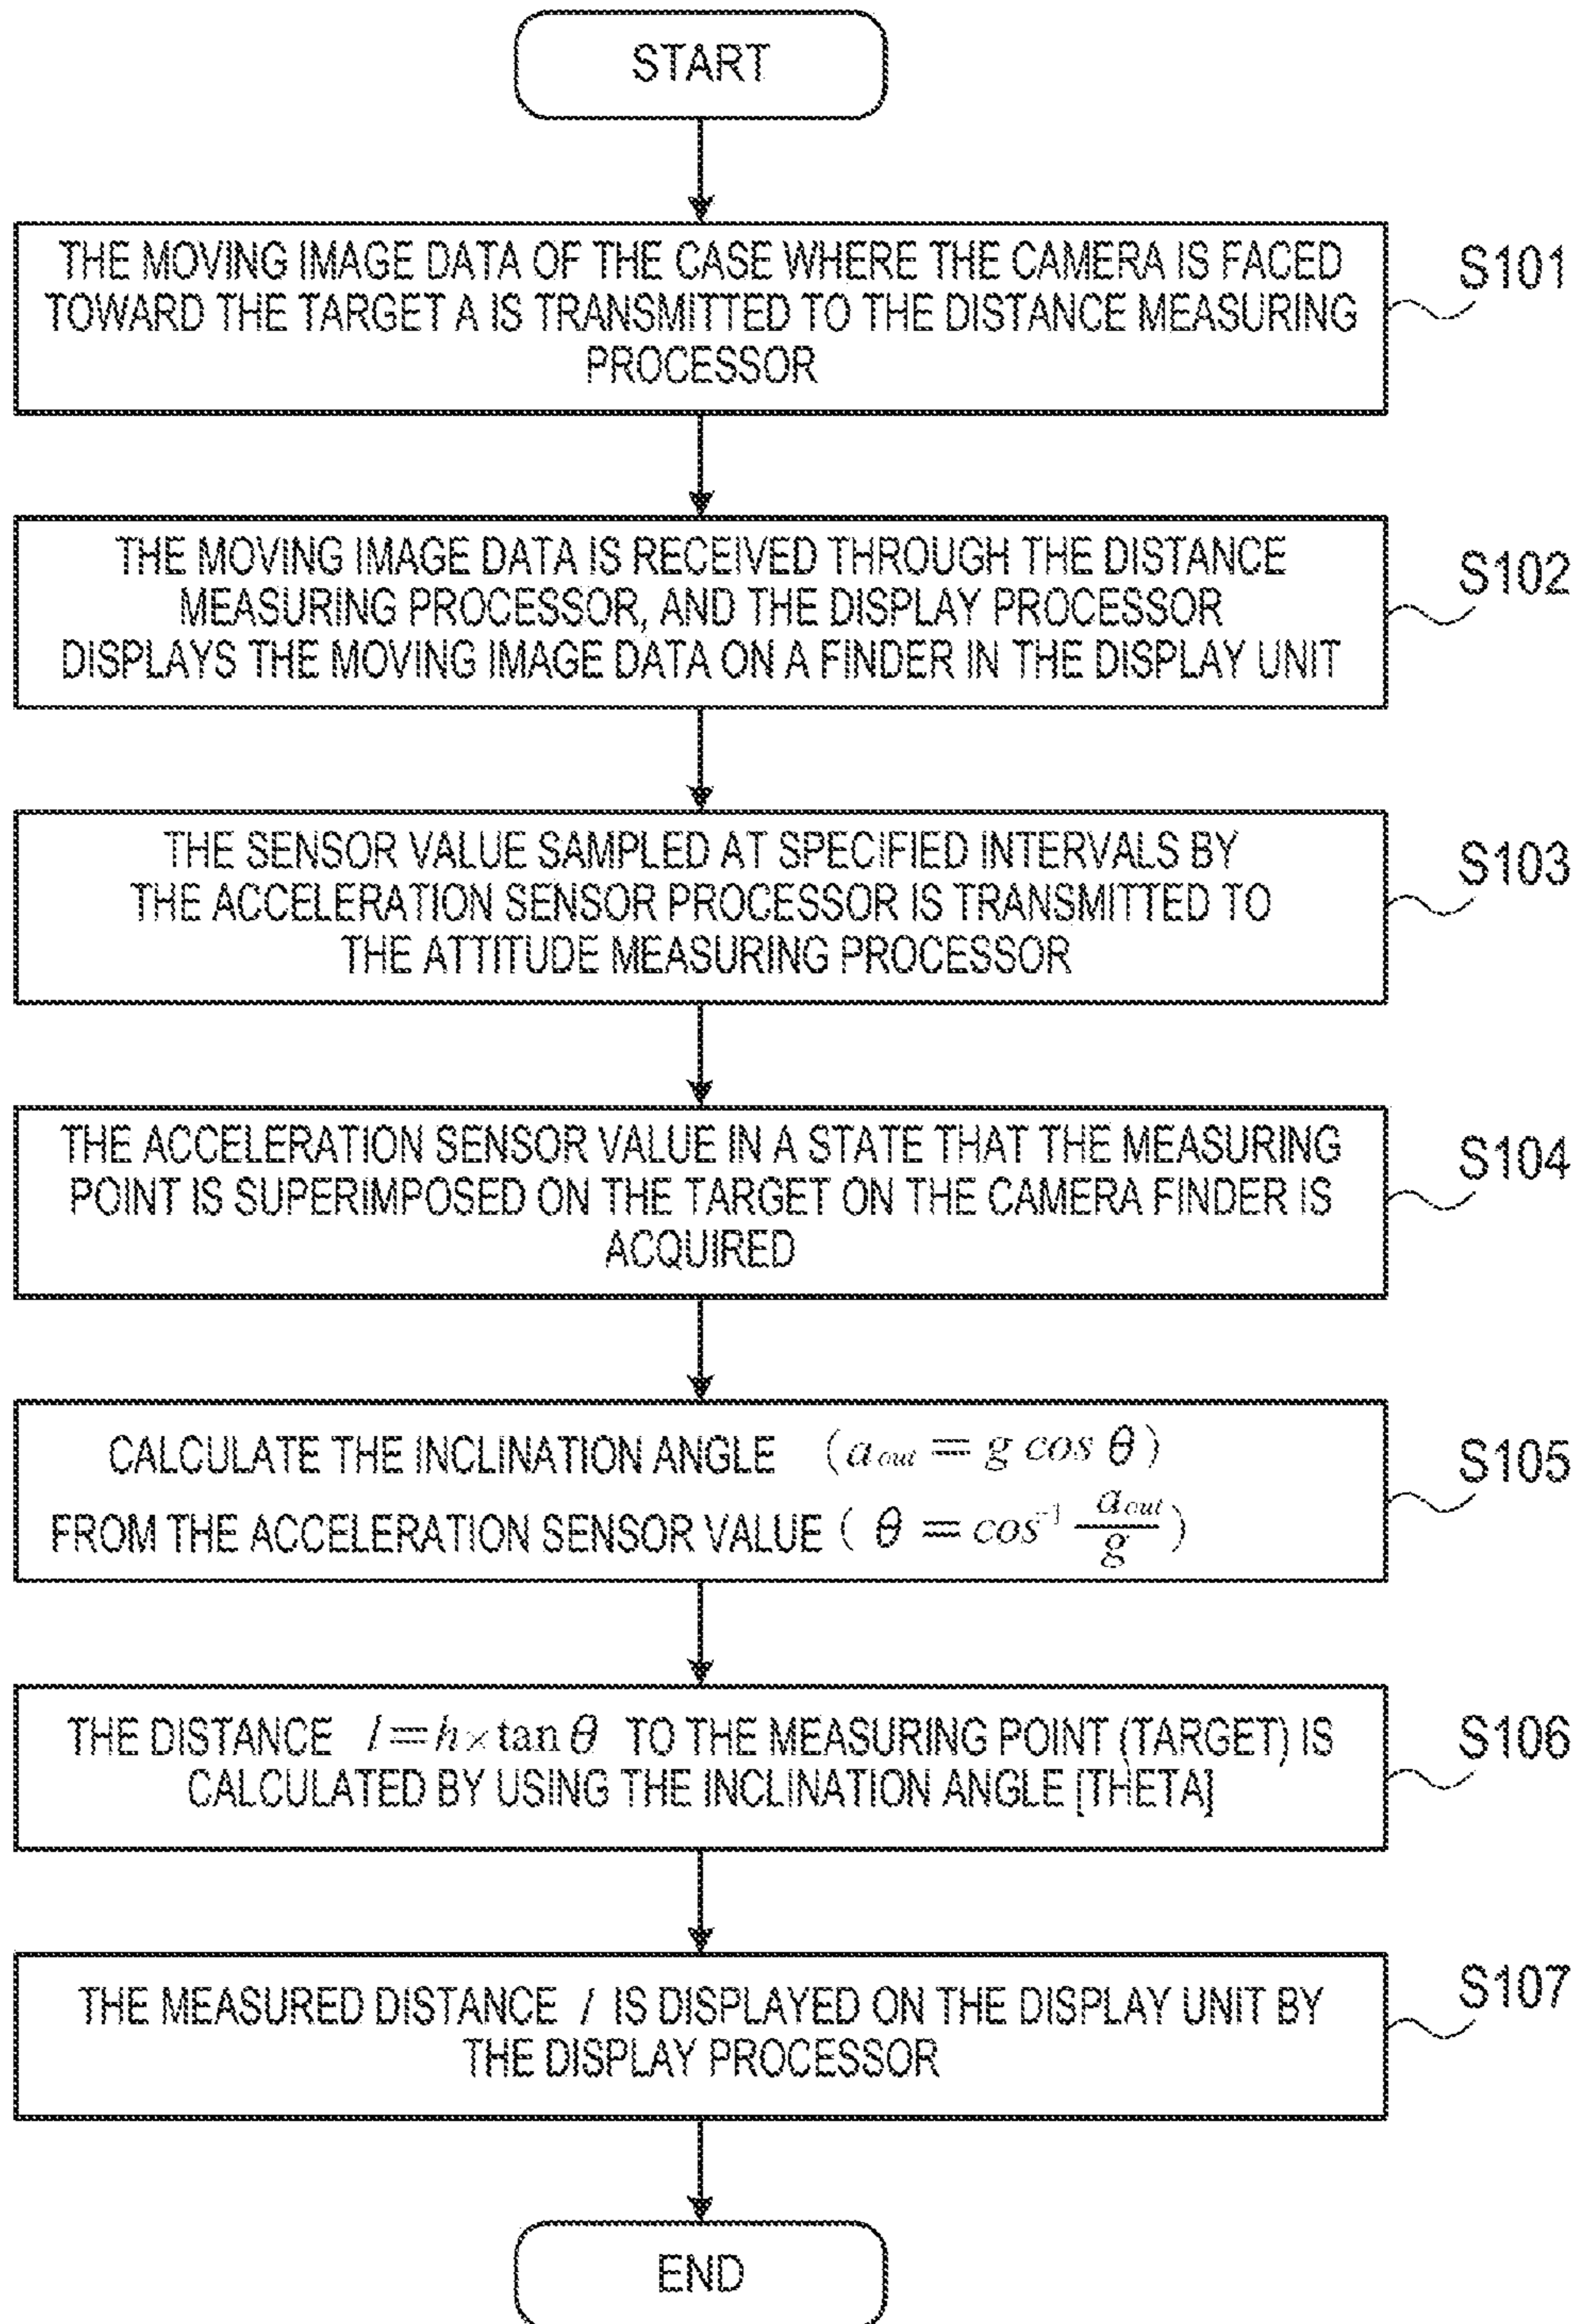 START
THE MOVING IMAGE DATA OF THE CASE WHERE THE CAMERA IS FACED
TOWARD THE TARGET A IS TRANSMITTED TO THE DISTANCE MEASURING
PROCESSOR
S101
THE MOVING IMAGE DATA IS RECEIVED THROUGH THE DISTANCE
MEASURING PROCESSOR, AND THE DISPLAY PROCESSOR
DISPLAYS THE MOVING IMAGE DATA ON A FINDER IN THE DISPLAY UNIT
S102
THE SENSOR VALUE SAMPLED AT SPECIFIED INTERVALS BY
THE ACCELERATION SENSOR PROCESSOR IS TRANSMITTED TO
THE ATTITUDE MEASURING PROCESSOR
S103
THE ACCELERATION SENSOR VALUE IN A STATE THAT THE MEASURING
POINT IS SUPERIMPOSED ON THE TARGET ON THE CAMERA FINDER IS
ACQUIRED
S104
CALCULATE THE INCLINATION ANGLE (a_out = g cos θ)
FROM THE ACCELERATION SENSOR VALUE ( θ = cos⁻¹ a_out/g )
S105
THE DISTANCE l = h × tan θ TO THE MEASURING POINT (TARGET) IS
CALCULATED BY USING THE INCLINATION ANGLE [THETA]
S106
THE MEASURED DISTANCE l IS DISPLAYED ON THE DISPLAY UNIT BY
THE DISPLAY PROCESSOR
S107
END